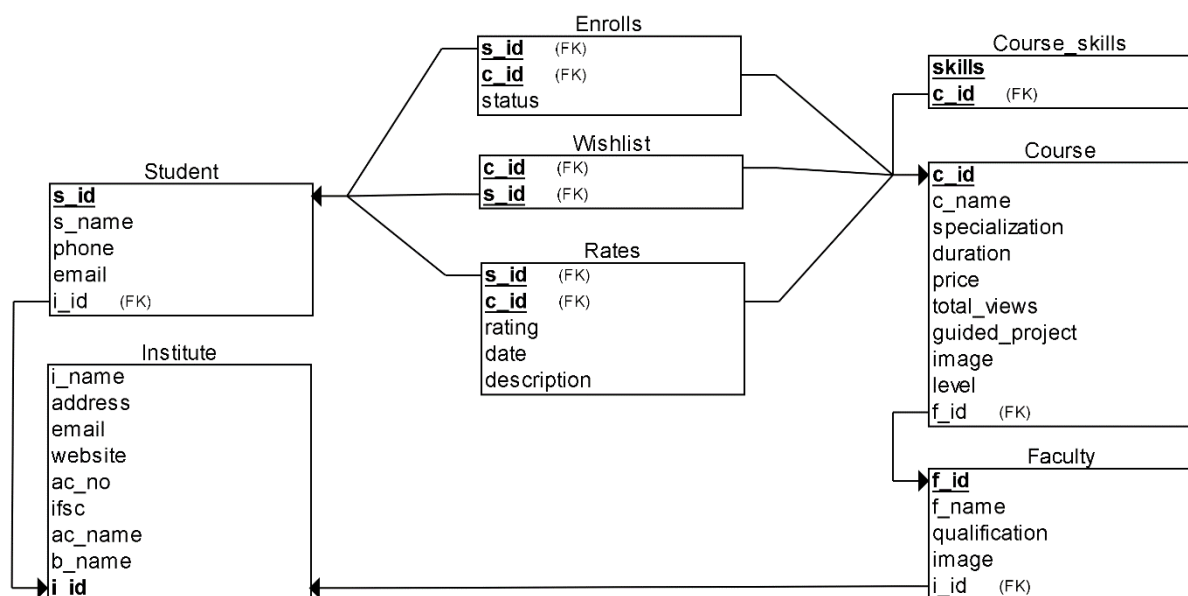 Enrolls
s_id (FK)
c_id (FK)
status
Course_skills
skills
c_id (FK)
Wishlist
c_id (FK)
s_id (FK)
Student
s_id
s_name
phone
email
i_id (FK)
Course
c_id
c_name
specialization
duration
price
total_views
guided_project
image
level
f_id (FK)
Rates
s_id (FK)
c_id (FK)
rating
date
description
Institute
i_name
address
email
website
ac_no
ifsc
ac_name
b_name
i_id
Faculty
f_id
f_name
qualification
image
i_id (FK)